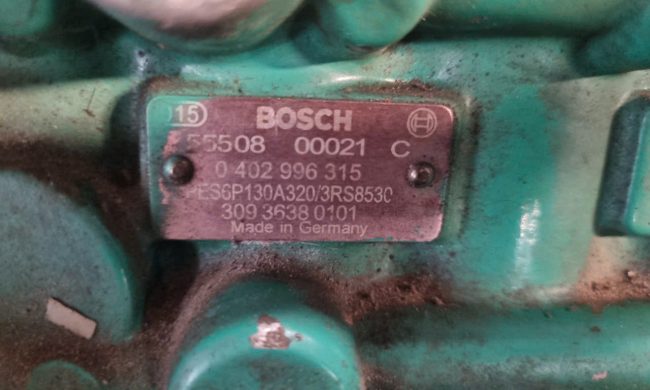 15 BOSCH
55508 00021 C
0 402 996 315
PES6P130A320/3RS8530
309 3638 0101
Made in Germany